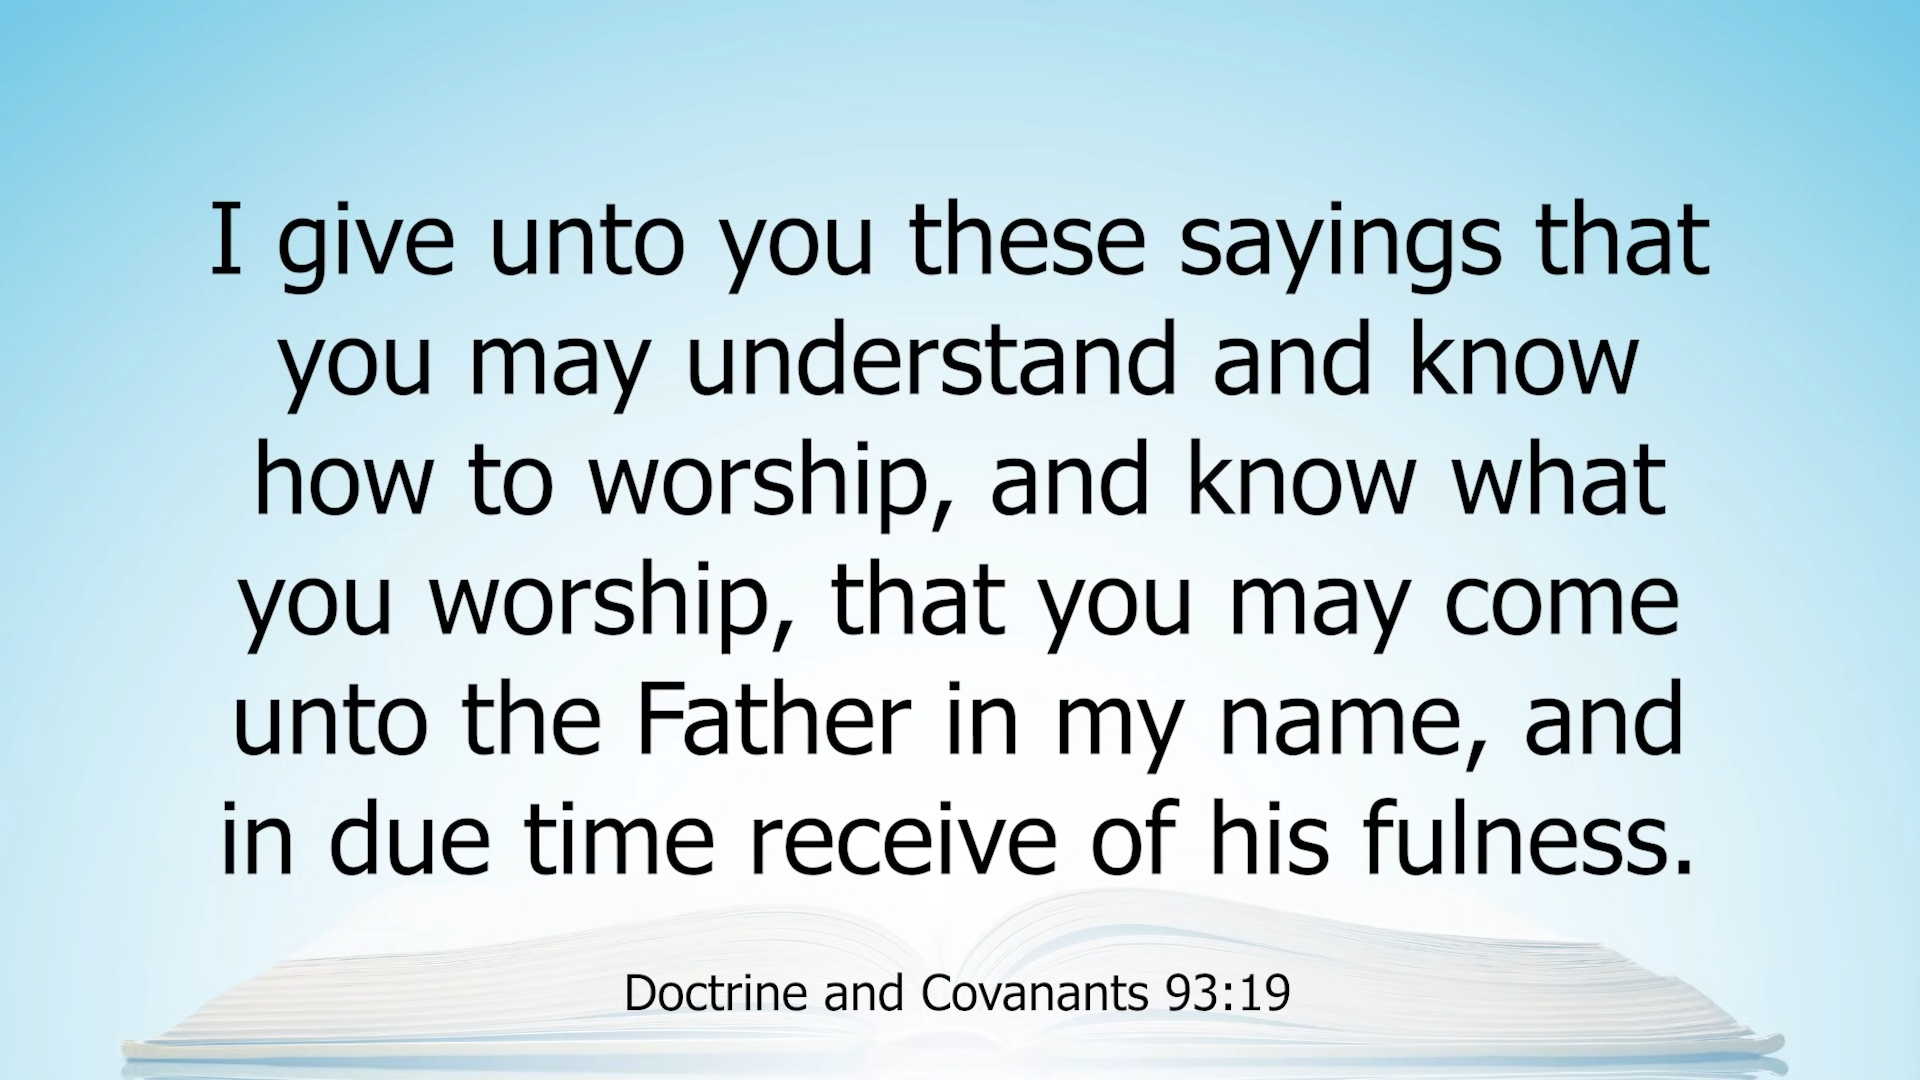 I give unto you these sayings that
you may understand and know
how to worship, and know what
you worship, that you may come
unto the Father in my name, and
in due time receive of his fulness.
Doctrine and Covanants 93:19